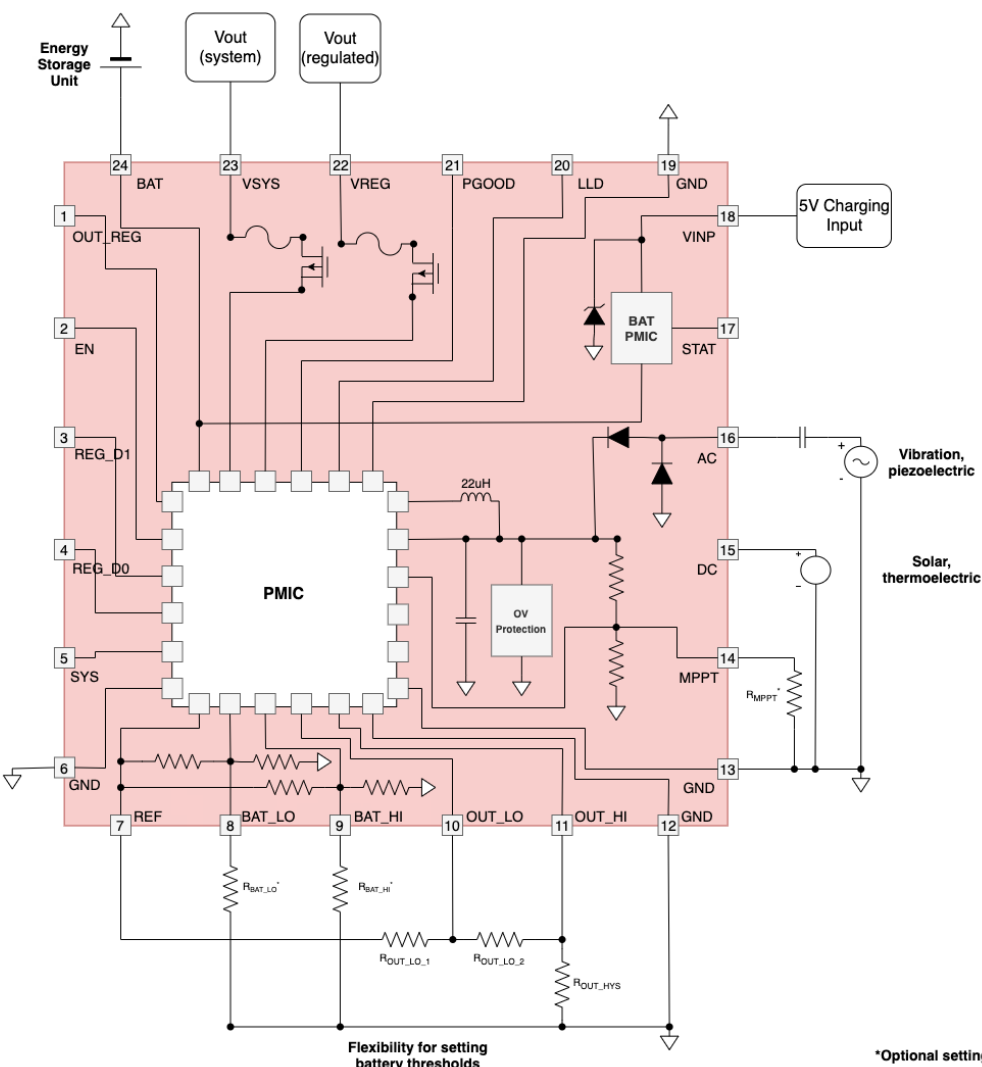 Energy
Storage
Unit
Vout
(system)
Vout
(regulated)
24
BAT
23
VSYS
22
VREG
21
PGOOD
20
LLD
19
GND
1
OUT_REG
18
VINP
5V Charging
Input
2
EN
BAT
PMIC
17
STAT
3
REG_D1
16
AC
+
-
Vibration,
piezoelectric
22uH
4
REG_D0
15
DC
+
-
Solar,
thermoelectric
PMIC
OV
Protection
5
SYS
14
MPPT
RMPPT*
6
GND
13
GND
7
REF
8
BAT_LO
9
BAT_HI
10
OUT_LO
11
OUT_HI
12
GND
RBAT_LO*
RBAT_HI*
ROUT_LO_1
ROUT_LO_2
ROUT_HYS
Flexibility for setting
battery thresholds
*Optional setting